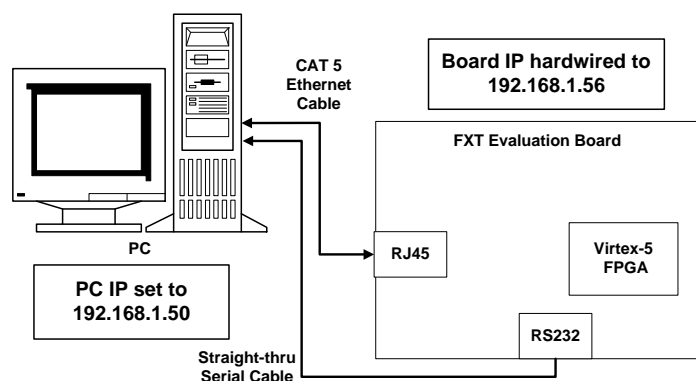 CAT 5
Ethernet
Cable
Board IP hardwired to
192.168.1.56
FXT Evaluation Board
RJ45
Virtex-5
FPGA
PC
PC IP set to
192.168.1.50
RS232
Straight-thru
Serial Cable